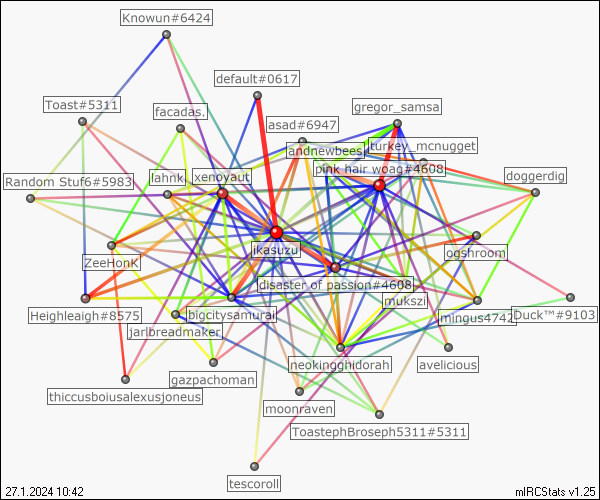 Knowun#6424
default#0617
Toast#5311
gregor_samsa
facadas.
asad#6947
andnewbees
turkey_mcnugget
pink hair woag#4608
xenoyaut
Random Stuf6#5983
doggerdig
ikasuzu
ogshroom
ZeeHonK
disaster of passion#4608
mukszi
Heighleaigh#8575
bigcitysamurai
mingus4742
Duck™#9103
jarlbreadmaker
neokingghidorah
avelicious
gazpachoman
thiccusboiusalexusjoneus
moonraven
ToastephBroseph5311#5311
tescoroll
27.1.2024 10:42
mIRCStats v1.25